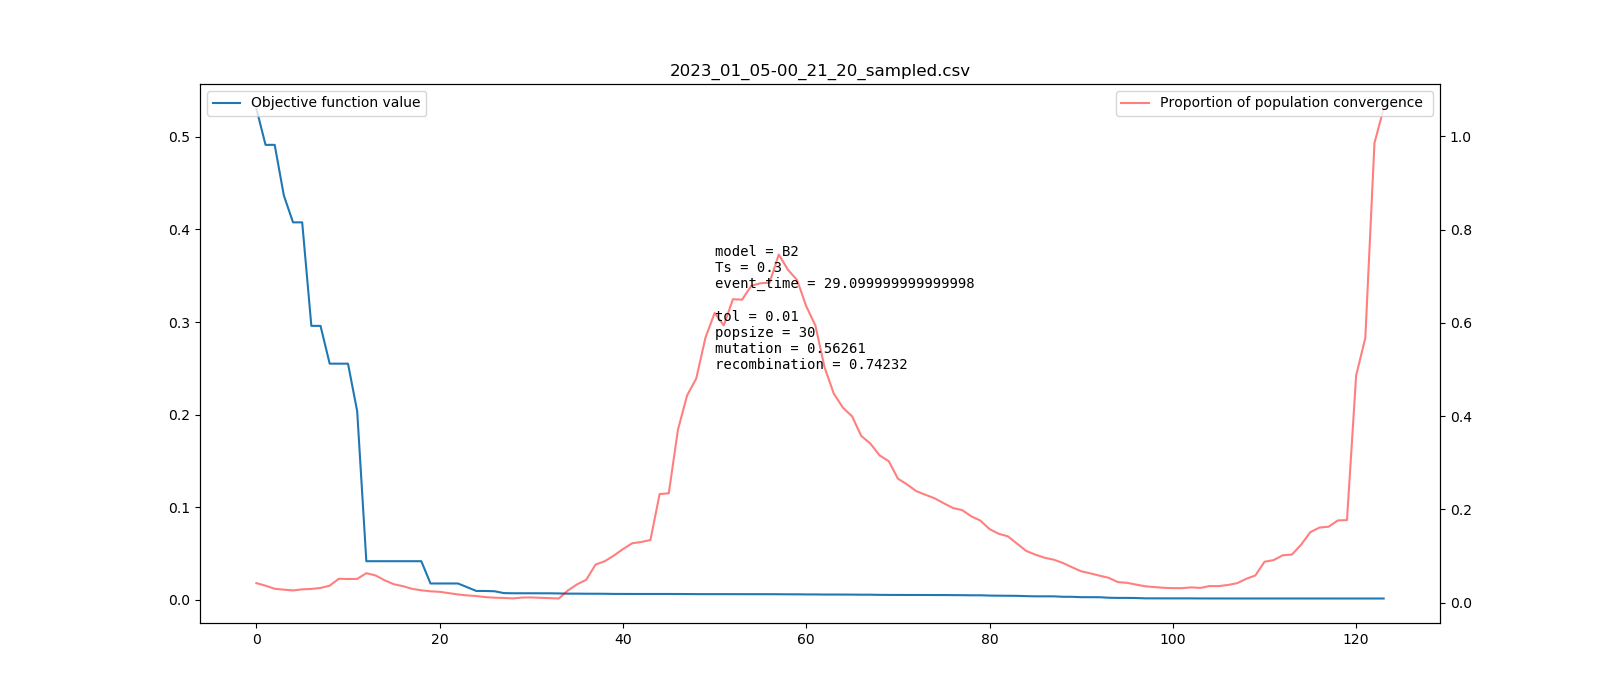 2023_01_05-00_21_20_sampled.csv
Objective function value
Proportion of population convergence
0.5
0.4
0.3
0.2
0.1
0.0
model = B2
Ts = 0.3
event_time = 29.099999999999998
tol = 0.01
popsize = 30
mutation = 0.56261
recombination = 0.74232
1.0
0.8
0.6
0.4
0.2
0.0
0 20 40 60 80 100 120